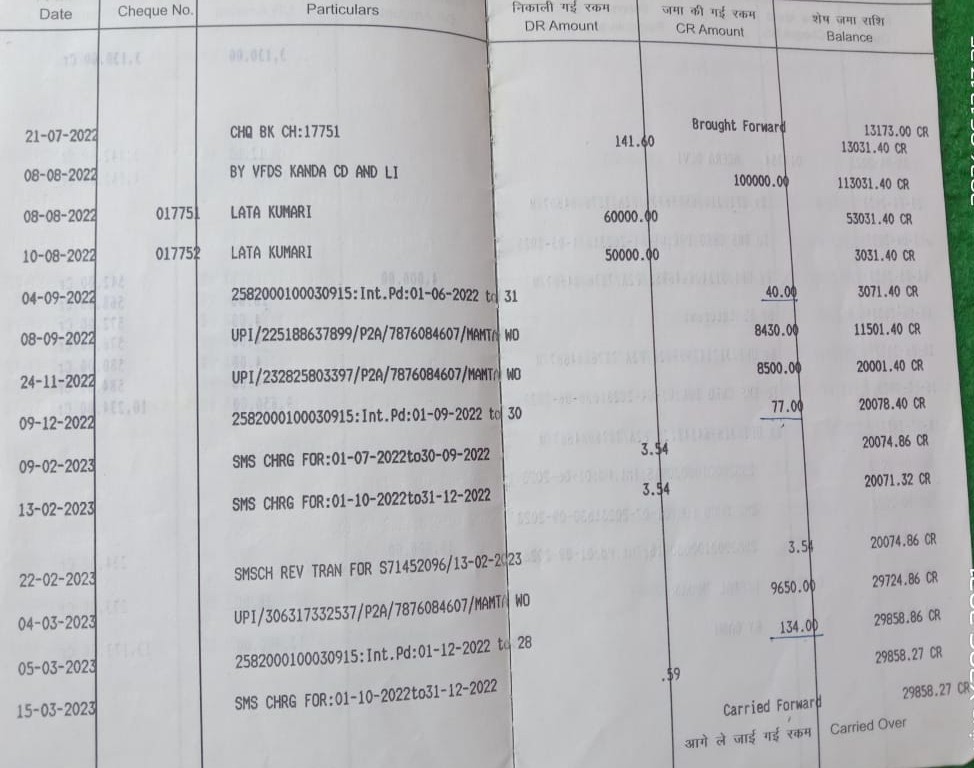 Date Cheque No. Particulars निकाली गई रकम DR Amount जमा की गई रकम CR Amount शेष जमा राशि Balance
Brought Forward 13173.00 CR
21-07-2022 CHQ BK CH:17751 141.60 13031.40 CR
08-08-2022 BY VFDS KANDA CD AND LI 100000.00 113031.40 CR
08-08-2022 017751 LATA KUMARI 60000.00 53031.40 CR
10-08-2022 017752 LATA KUMARI 50000.00 3031.40 CR
04-09-2022 2582000100030915:Int.Pd:01-06-2022 to 31 40.00 3071.40 CR
08-09-2022 UPI/225188637899/P2A/7876084607/MAMTA WO 8430.00 11501.40 CR
24-11-2022 UPI/232825803397/P2A/7876084607/MAMTA WO 8500.00 20001.40 CR
09-12-2022 2582000100030915:Int.Pd:01-09-2022 to 30 77.00 20078.40 CR
09-02-2023 SMS CHRG FOR:01-07-2022to30-09-2022 3.54 20074.86 CR
13-02-2023 SMS CHRG FOR:01-10-2022to31-12-2022 3.54 20071.32 CR
22-02-2023 SMSCH REV TRAN FOR S71452096/13-02-2023 3.54 20074.86 CR
04-03-2023 UPI/306317332537/P2A/7876084607/MAMTA WO 9650.00 29724.86 CR
05-03-2023 2582000100030915:Int.Pd:01-12-2022 to 28 134.00 29858.86 CR
15-03-2023 SMS CHRG FOR:01-10-2022to31-12-2022 .59 29858.27 CR
Carried Forward 29858.27 CR
आगे ले जाई गई रकम Carried Over